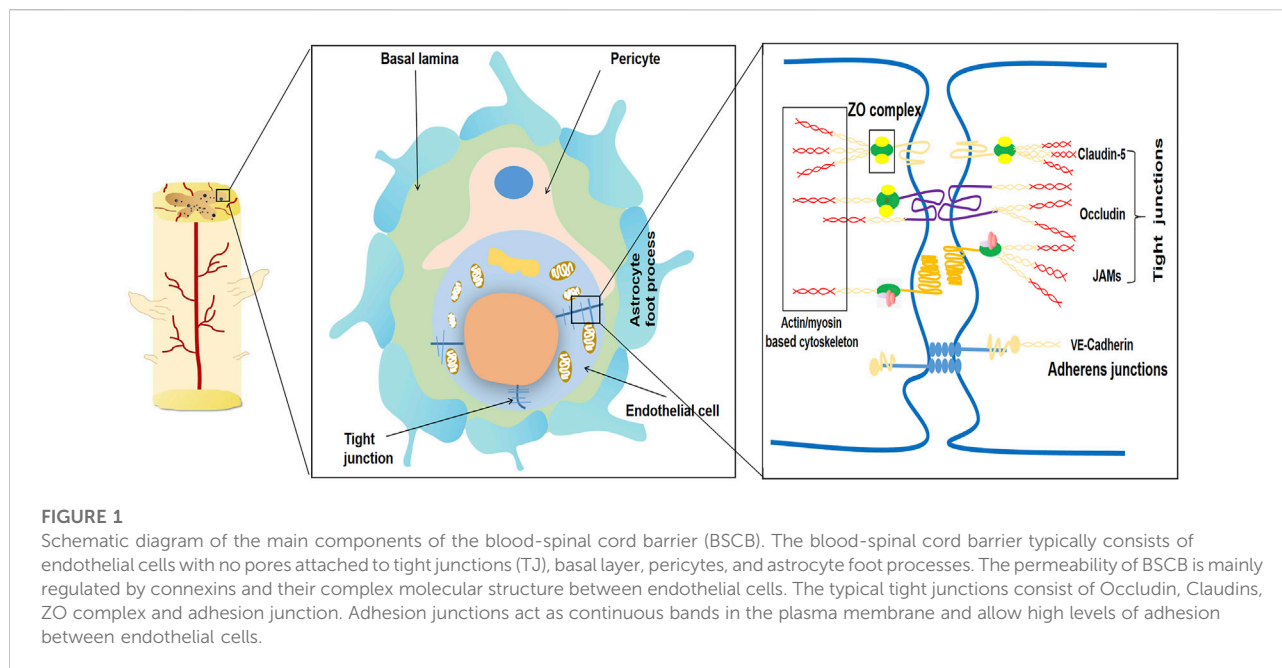 Basal lamina
Pericyte
Astrocyte
foot process
Endothelial cell
Tight
junction
ZO complex
Claudin-5
Occludin
JAMs
Tight junctions
Actin/myosin
based cytoskeleton
VE-Cadherin
Adherens junctions
FIGURE 1
Schematic diagram of the main components of the blood-spinal cord barrier (BSCB). The blood-spinal cord barrier typically consists of
endothelial cells with no pores attached to tight junctions (TJ), basal layer, pericytes, and astrocyte foot processes. The permeability of BSCB is mainly
regulated by connexins and their complex molecular structure between endothelial cells. The typical tight junctions consist of Occludin, Claudins,
ZO complex and adhesion junction. Adhesion junctions act as continuous bands in the plasma membrane and allow high levels of adhesion
between endothelial cells.